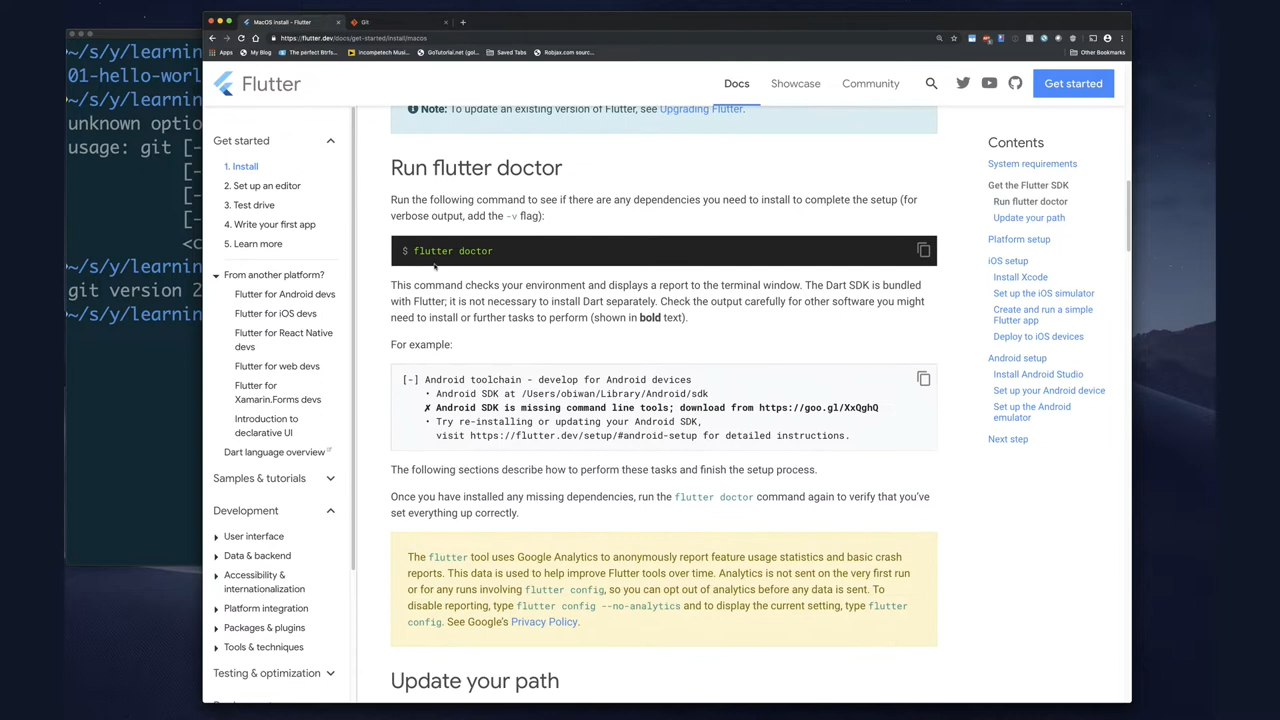 MacOS install - Flutter
Git
https://flutter.dev/docs/get-started/install/macos
Apps
My Blog
The perfect Btrfs...
incompetech Musi...
GoTutorial.net (gol...
Saved Tabs
Robjax.com sourc...
Other Bookmarks
~/s/y/learnin
01-hello-worl
~/s/y/learnin
unknown optio
usage: git [-
[-
[-
[-
<c
~/s/y/learnin
git version 2
~/s/y/learnin
Flutter
Docs
Showcase
Community
Get started
Get started
1. Install
2. Set up an editor
3. Test drive
4. Write your first app
5. Learn more
From another platform?
Flutter for Android devs
Flutter for iOS devs
Flutter for React Native
devs
Flutter for web devs
Flutter for
Xamarin.Forms devs
Introduction to
declarative UI
Dart language overview
Samples & tutorials
Development
User interface
Data & backend
Accessibility &
internationalization
Platform integration
Packages & plugins
Tools & techniques
Testing & optimization
Note: To update an existing version of Flutter, see Upgrading Flutter.
Run flutter doctor
Run the following command to see if there are any dependencies you need to install to complete the setup (for
verbose output, add the -v flag):
$ flutter doctor
This command checks your environment and displays a report to the terminal window. The Dart SDK is bundled
with Flutter; it is not necessary to install Dart separately. Check the output carefully for other software you might
need to install or further tasks to perform (shown in bold text).
For example:
[-] Android toolchain - develop for Android devices
• Android SDK at /Users/obiwan/Library/Android/sdk
✗ Android SDK is missing command line tools; download from https://goo.gl/XxQghQ
• Try re-installing or updating your Android SDK,
visit https://flutter.dev/setup/#android-setup for detailed instructions.
The following sections describe how to perform these tasks and finish the setup process.
Once you have installed any missing dependencies, run the flutter doctor command again to verify that you've
set everything up correctly.
The flutter tool uses Google Analytics to anonymously report feature usage statistics and basic crash
reports. This data is used to help improve Flutter tools over time. Analytics is not sent on the very first run
or for any runs involving flutter config, so you can opt out of analytics before any data is sent. To
disable reporting, type flutter config --no-analytics and to display the current setting, type flutter
config. See Google's Privacy Policy.
Update your path
Contents
System requirements
Get the Flutter SDK
Run flutter doctor
Update your path
Platform setup
iOS setup
Install Xcode
Set up the iOS simulator
Create and run a simple
Flutter app
Deploy to iOS devices
Android setup
Install Android Studio
Set up your Android device
Set up the Android
emulator
Next step